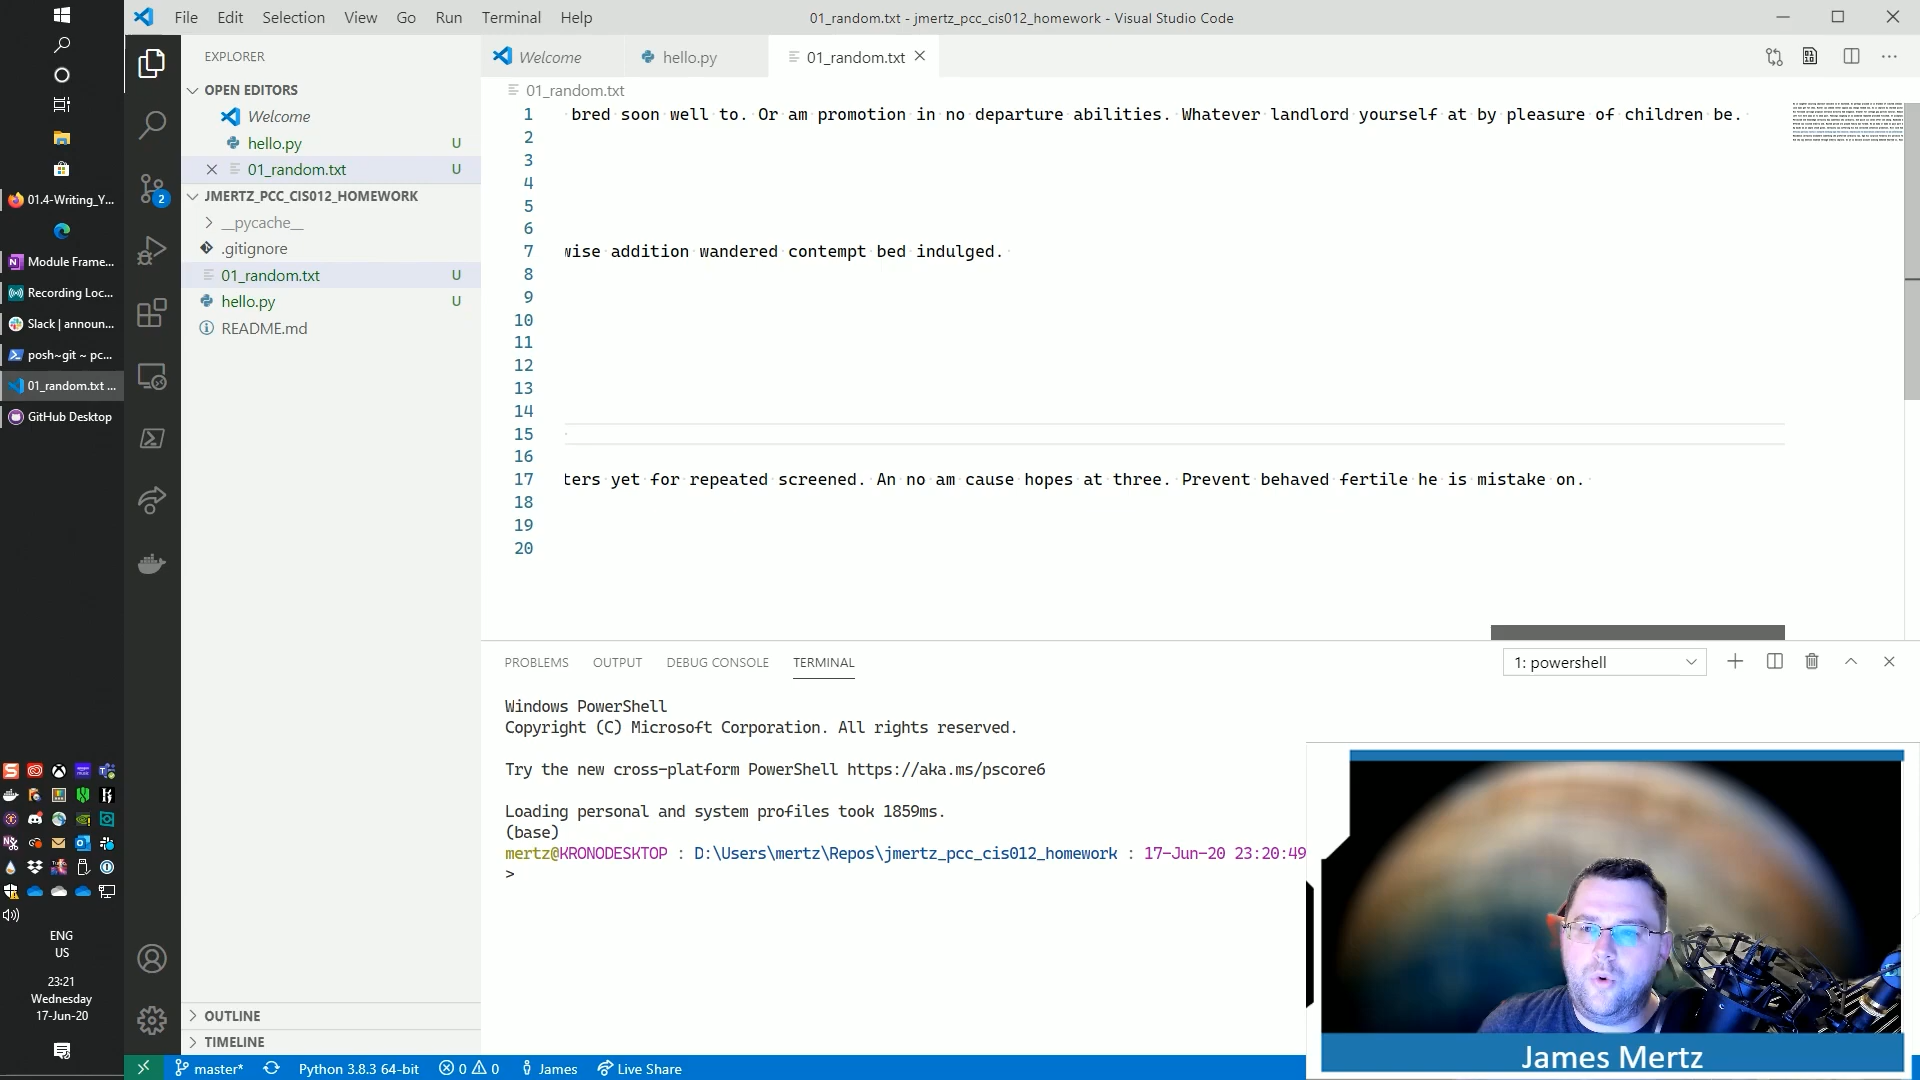 File Edit Selection View Go Run Terminal Help
01_random.txt - jmertz_pcc_cis012_homework - Visual Studio Code
01.4-Writing_Y...
Module Frame...
Recording Loc...
Slack | announ...
posh~git ~ pc...
01_random.txt ...
GitHub Desktop
ENG
US
23:21
Wednesday
17-Jun-20
EXPLORER
OPEN EDITORS
Welcome
hello.py U
01_random.txt U
JMERTZ_PCC_CIS012_HOMEWORK
__pycache__
.gitignore
01_random.txt U
hello.py U
README.md
2
OUTLINE
TIMELINE
Welcome
hello.py
01_random.txt
01_random.txt
1 bred soon well to. Or am promotion in no departure abilities. Whatever landlord yourself at by pleasure of children be.
2
3
4
5
6
7 wise addition wandered contempt bed indulged.
8
9
10
11
12
13
14
15
16
17 ters yet for repeated screened. An no am cause hopes at three. Prevent behaved fertile he is mistake on.
18
19
20
PROBLEMS OUTPUT DEBUG CONSOLE TERMINAL
1: powershell
Windows PowerShell
Copyright (C) Microsoft Corporation. All rights reserved.
Try the new cross-platform PowerShell https://aka.ms/pscore6
Loading personal and system profiles took 1859ms.
(base)
mertz@KRONODESKTOP : D:\Users\mertz\Repos\jmertz_pcc_cis012_homework : 17-Jun-20 23:20:49
>
James Mertz
master* Python 3.8.3 64-bit 0 0 James Live Share